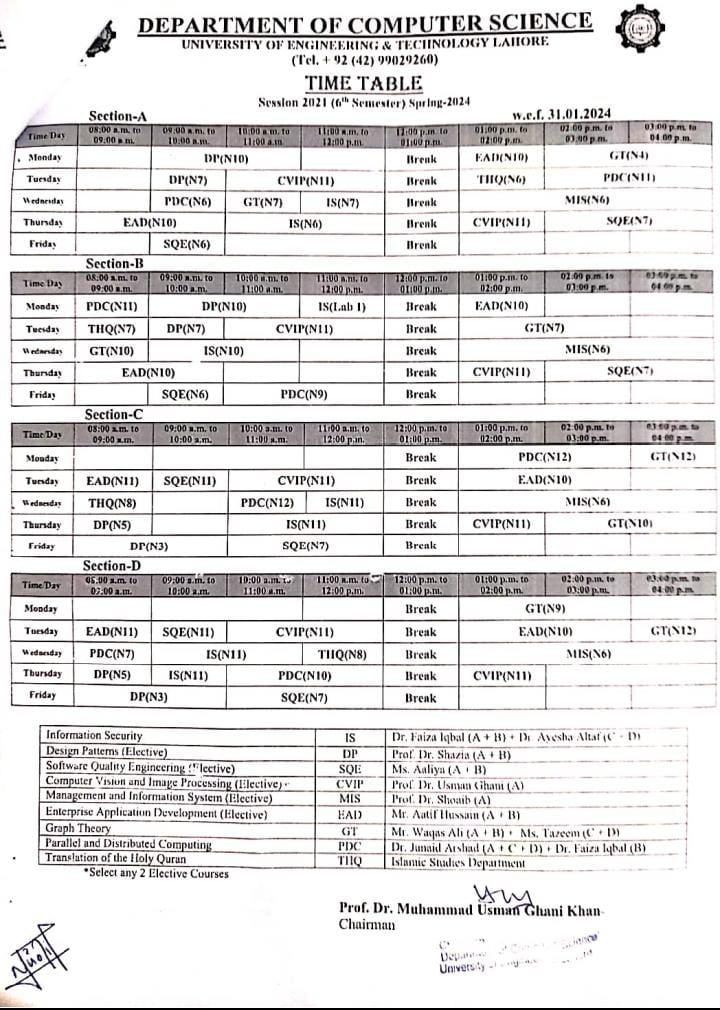 DEPARTMENT OF COMPUTER SCIENCE
UNIVERSITY OF ENGINEERING & TECHNOLOGY LAHORE
(Tel. + 92 (42) 99029260)
TIME TABLE
Session 2021 (6th Semester) Spring-2024
Section-A w.e.f. 31.01.2024
Time/Day 08:00 a.m. to 09:00 a.m. 09:00 a.m. to 10:00 a.m. 10:00 a.m. to 11:00 a.m. 11:00 a.m. to 12:00 p.m. 12:00 p.m. to 01:00 p.m. 01:00 p.m. to 02:00 p.m. 02:00 p.m. to 03:00 p.m. 03:00 p.m. to 04:00 p.m.
Monday DP(N10) Break EAD(N10) GT(N4)
Tuesday DP(N7) CVIP(N11) Break THQ(N6) PDC(N11)
Wednesday PDC(N6) GT(N7) IS(N7) Break MIS(N6)
Thursday EAD(N10) IS(N6) Break CVIP(N11) SQE(N7)
Friday SQE(N6) Break
Section-B
Time/Day 08:00 a.m. to 09:00 a.m. 09:00 a.m. to 10:00 a.m. 10:00 a.m. to 11:00 a.m. 11:00 a.m. to 12:00 p.m. 12:00 p.m. to 01:00 p.m. 01:00 p.m. to 02:00 p.m. 02:00 p.m. to 03:00 p.m. 03:00 p.m. to 04:00 p.m.
Monday PDC(N11) DP(N10) IS(Lab 1) Break EAD(N10)
Tuesday THQ(N7) DP(N7) CVIP(N11) Break GT(N7)
Wednesday GT(N10) IS(N10) Break MIS(N6)
Thursday EAD(N10) Break CVIP(N11) SQE(N7)
Friday SQE(N6) PDC(N9) Break
Section-C
Time/Day 08:00 a.m. to 09:00 a.m. 09:00 a.m. to 10:00 a.m. 10:00 a.m. to 11:00 a.m. 11:00 a.m. to 12:00 p.m. 12:00 p.m. to 01:00 p.m. 01:00 p.m. to 02:00 p.m. 02:00 p.m. to 03:00 p.m. 03:00 p.m. to 04:00 p.m.
Monday Break PDC(N12) GT(N12)
Tuesday EAD(N11) SQE(N11) CVIP(N11) Break EAD(N10)
Wednesday THQ(N8) PDC(N12) IS(N11) Break MIS(N6)
Thursday DP(N5) IS(N11) Break CVIP(N11) GT(N10)
Friday DP(N3) SQE(N7) Break
Section-D
Time/Day 08:00 a.m. to 09:00 a.m. 09:00 a.m. to 10:00 a.m. 10:00 a.m. to 11:00 a.m. 11:00 a.m. to 12:00 p.m. 12:00 p.m. to 01:00 p.m. 01:00 p.m. to 02:00 p.m. 02:00 p.m. to 03:00 p.m. 03:00 p.m. to 04:00 p.m.
Monday Break GT(N9)
Tuesday EAD(N11) SQE(N11) CVIP(N11) Break EAD(N10) GT(N12)
Wednesday PDC(N7) IS(N11) THQ(N8) Break MIS(N6)
Thursday DP(N5) IS(N11) PDC(N10) Break CVIP(N11)
Friday DP(N3) SQE(N7) Break
Information Security IS Dr. Faiza Iqbal (A + B) + Dr. Ayesha Altaf (C + D)
Design Patterns (Elective) DP Prof. Dr. Shazia (A + B)
Software Quality Engineering (Elective) SQE Ms. Aaliya (A + B)
Computer Vision and Image Processing (Elective) CVIP Prof. Dr. Usman Ghani (A)
Management and Information System (Elective) MIS Prof. Dr. Shoaib (A)
Enterprise Application Development (Elective) EAD Mr. Aatif Hussain (A + B)
Graph Theory GT Mr. Waqas Ali (A + B) + Ms. Tazeem (C + D)
Parallel and Distributed Computing PDC Dr. Junaid Arshad (A + C + D) + Dr. Faiza Iqbal (B)
Translation of the Holy Quran THQ Islamic Studies Department
*Select any 2 Elective Courses
Prof. Dr. Muhammad Usman Ghani Khan
Chairman
Science
University